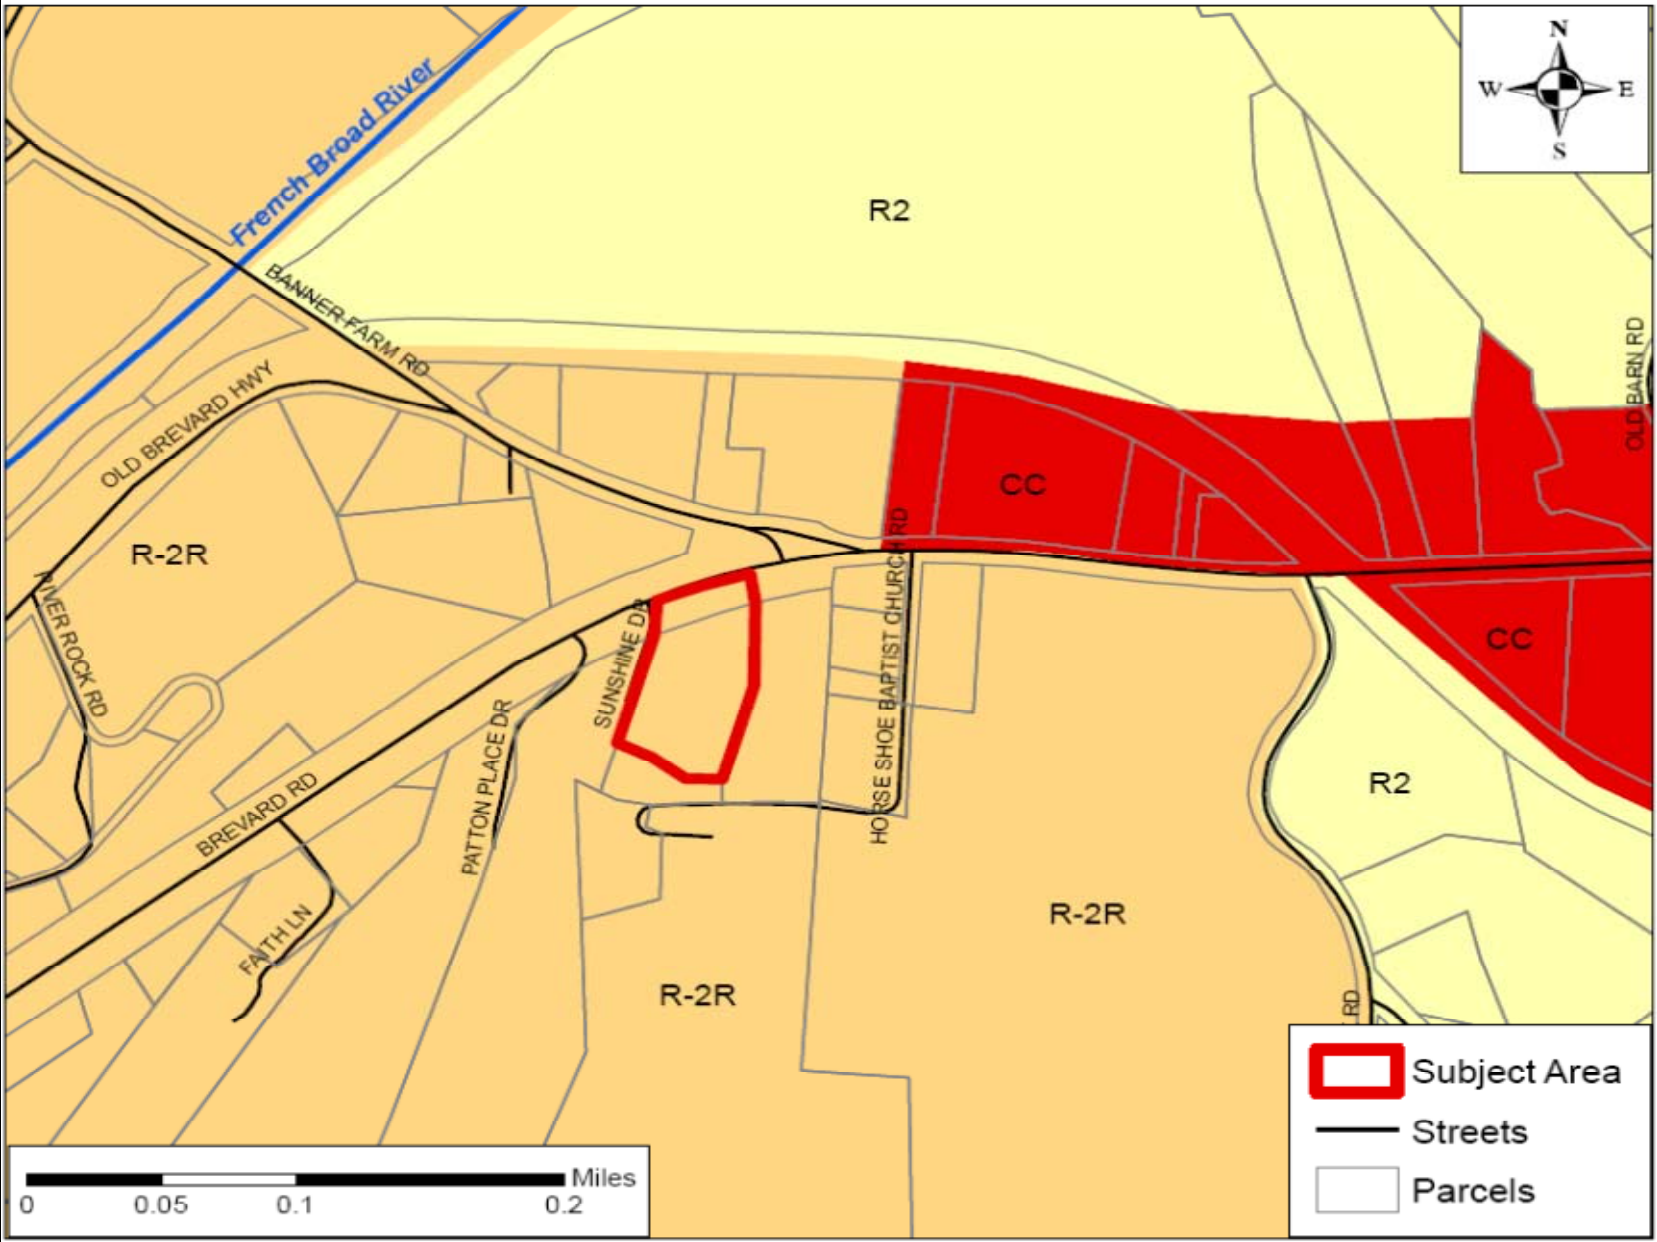 N
W E
S
French Broad River
R2
BANNER FARM RD
OLD BARN RD
OLD BREVARD HWY
CC
R-2R
RIVER ROCK RD
SUNSHINE DR
HORSE SHOE BAPTIST CHURCH RD
CC
PATTON PLACE DR
BREVARD RD
R2
FAITH LN
R-2R
R-2R
RD
Subject Area
Streets
Parcels
Miles
0 0.05 0.1 0.2